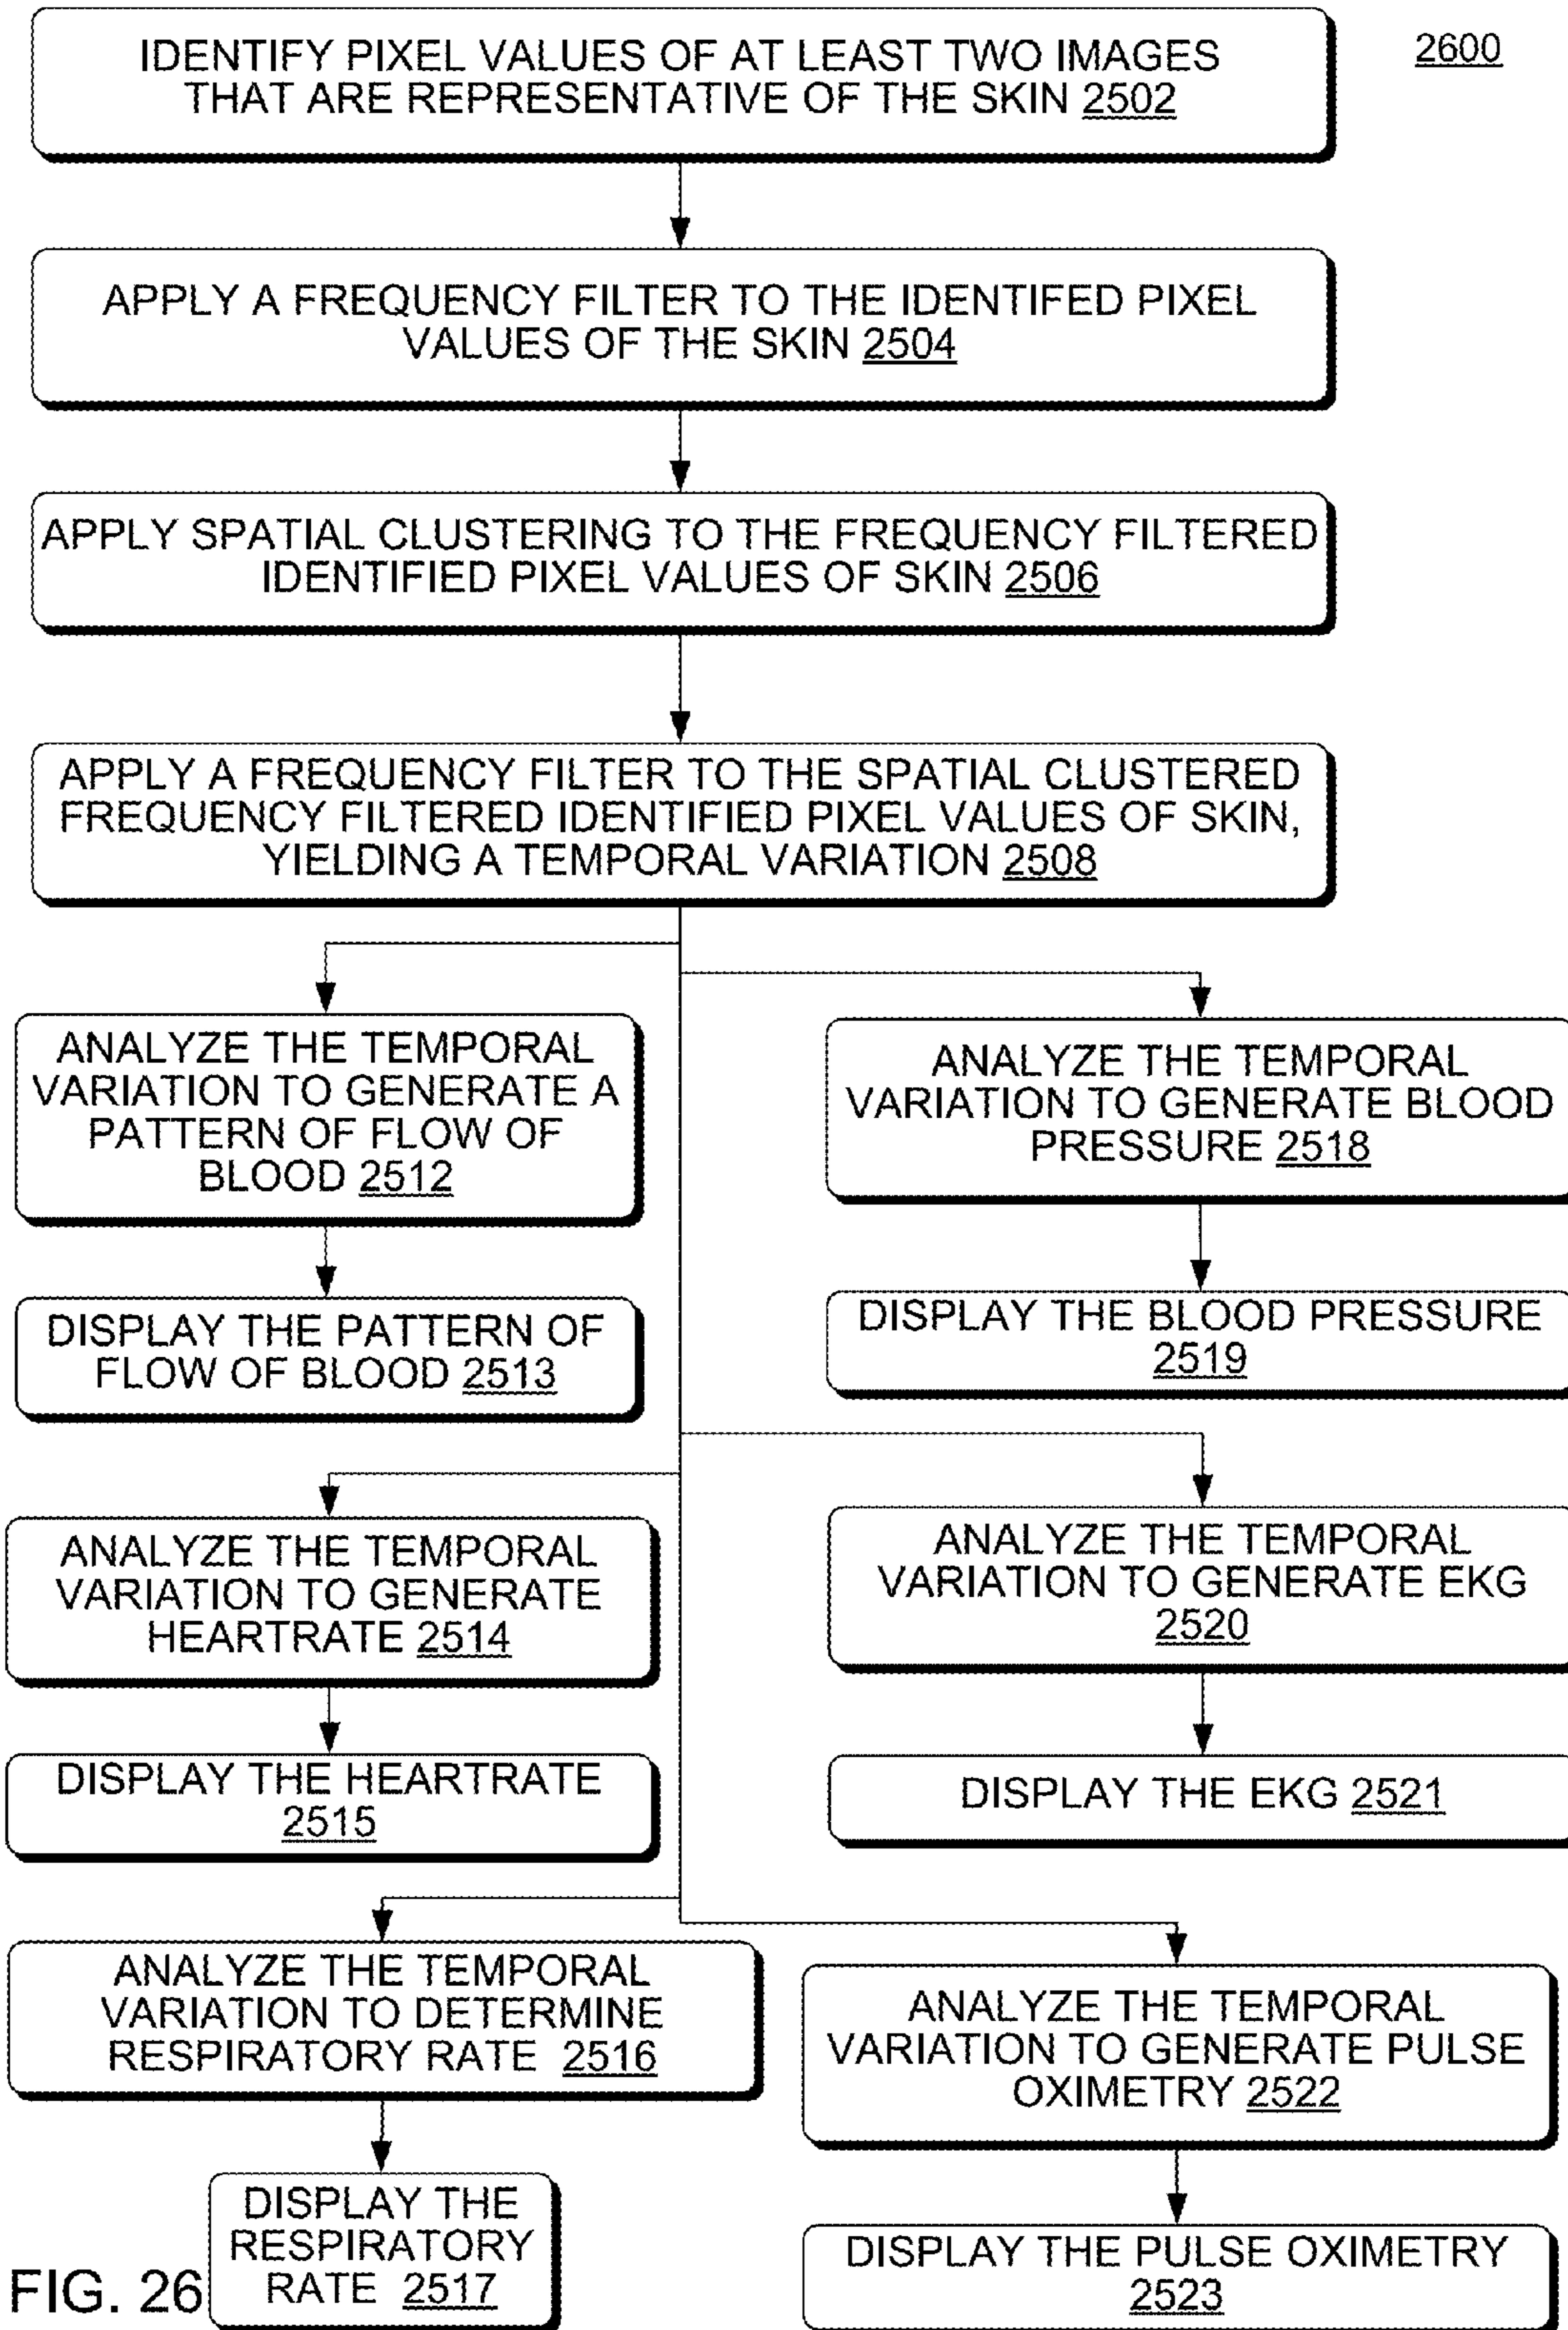 2600
IDENTIFY PIXEL VALUES OF AT LEAST TWO IMAGES
THAT ARE REPRESENTATIVE OF THE SKIN 2502
APPLY A FREQUENCY FILTER TO THE IDENTIFED PIXEL
VALUES OF THE SKIN 2504
APPLY SPATIAL CLUSTERING TO THE FREQUENCY FILTERED
IDENTIFIED PIXEL VALUES OF SKIN 2506
APPLY A FREQUENCY FILTER TO THE SPATIAL CLUSTERED
FREQUENCY FILTERED IDENTIFIED PIXEL VALUES OF SKIN,
YIELDING A TEMPORAL VARIATION 2508
ANALYZE THE TEMPORAL
VARIATION TO GENERATE A
PATTERN OF FLOW OF
BLOOD 2512
ANALYZE THE TEMPORAL
VARIATION TO GENERATE BLOOD
PRESSURE 2518
DISPLAY THE PATTERN OF
FLOW OF BLOOD 2513
DISPLAY THE BLOOD PRESSURE
2519
ANALYZE THE TEMPORAL
VARIATION TO GENERATE
HEARTRATE 2514
ANALYZE THE TEMPORAL
VARIATION TO GENERATE EKG
2520
DISPLAY THE HEARTRATE
2515
DISPLAY THE EKG 2521
ANALYZE THE TEMPORAL
VARIATION TO DETERMINE
RESPIRATORY RATE 2516
ANALYZE THE TEMPORAL
VARIATION TO GENERATE PULSE
OXIMETRY 2522
DISPLAY THE
RESPIRATORY
RATE 2517
DISPLAY THE PULSE OXIMETRY
2523
FIG. 26